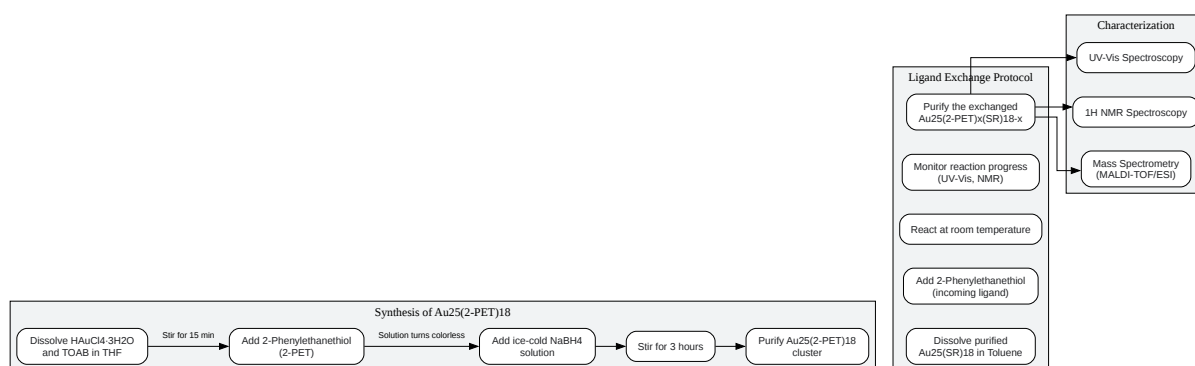 Characterization
UV-Vis Spectroscopy
1H NMR Spectroscopy
Mass Spectrometry
(MALDI-TOF/ESI)
Ligand Exchange Protocol
Purify the exchanged
Au25(2-PET)x(SR)18-x
Monitor reaction progress
(UV-Vis, NMR)
React at room temperature
Add 2-Phenylethanethiol
(incoming ligand)
Dissolve purified
Au25(SR)18 in Toluene
Synthesis of Au25(2-PET)18
Dissolve HAuCl4·3H2O
and TOAB in THF
Stir for 15 min
Add 2-Phenylethanethiol
(2-PET)
Solution turns colorless
Add ice-cold NaBH4
solution
Stir for 3 hours
Purify Au25(2-PET)18
cluster